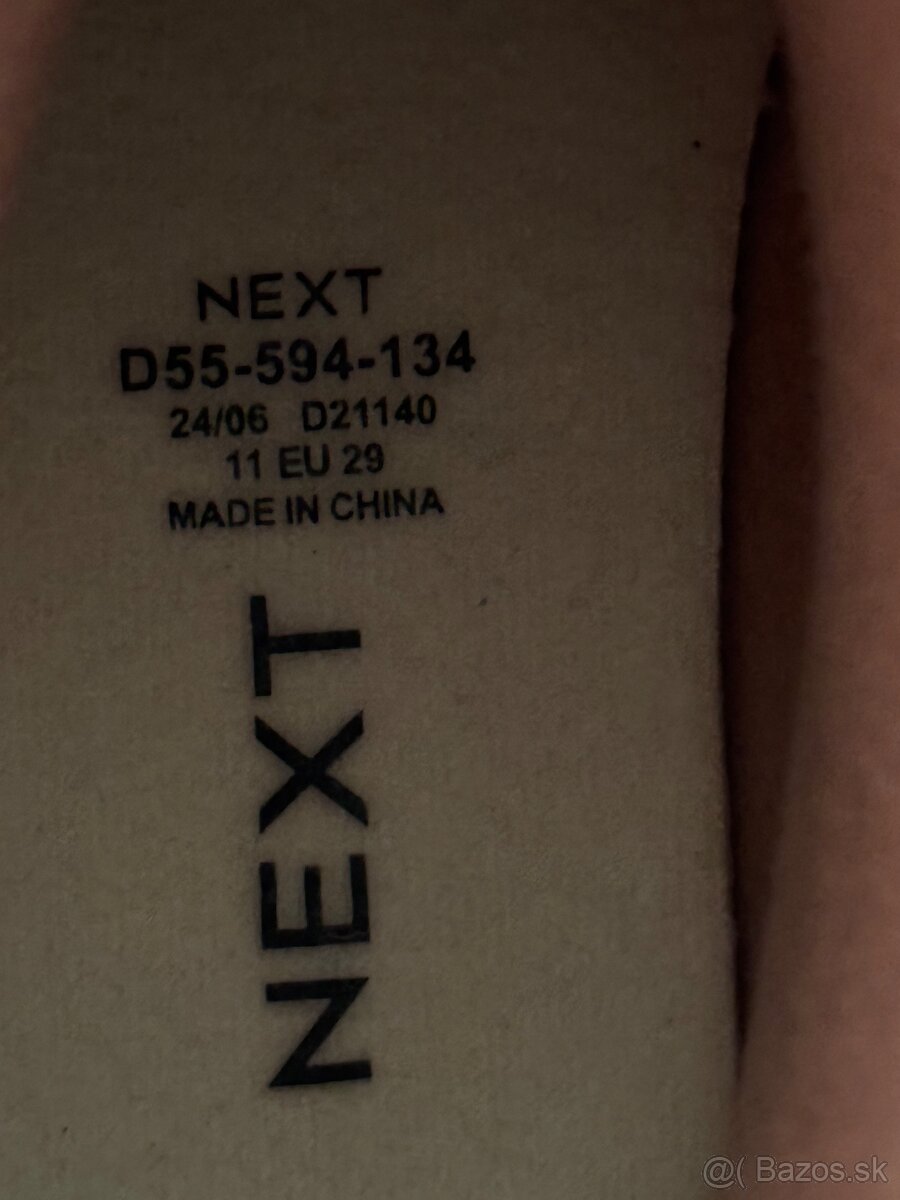 NEXT
D55-594-134
24/06 D21140
11 EU 29
MADE IN CHINA
NEXT
@( Bazos.sk